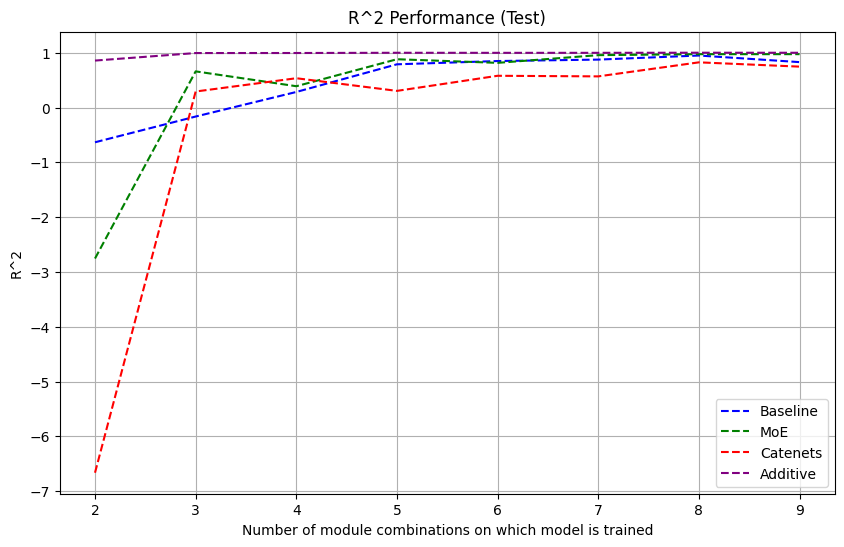 R^2 Performance (Test)
1
0
−1
−2
−3
−4
−5
−6
−7
R^2
2 3 4 5 6 7 8 9
Number of module combinations on which model is trained
Baseline
MoE
Catenets
Additive